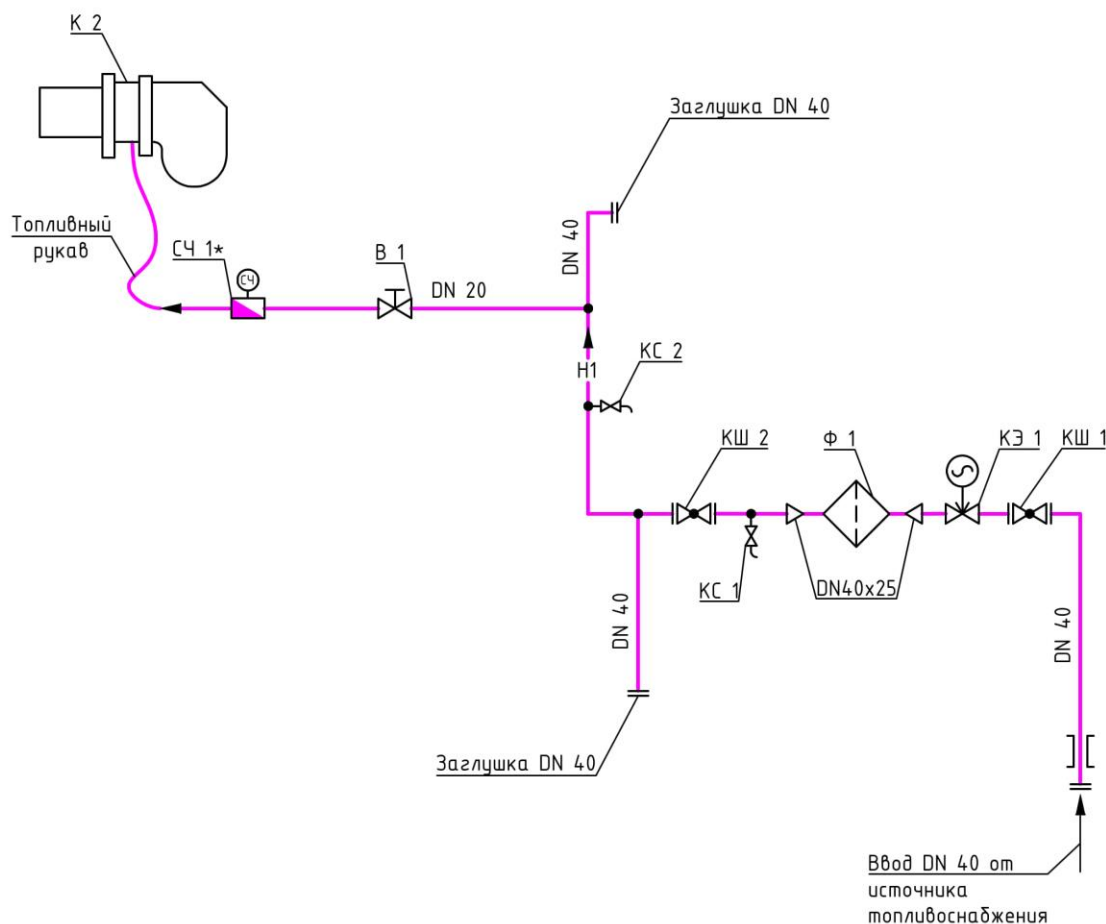 К 2
Заглушка DN 40
Топливный
рукав
СЧ 1*
СЧ
В 1
DN 20
DN 40
Н1
КС 2
КШ 2
Ф 1
КЭ 1
КШ 1
КС 1
DN40х25
DN 40
DN 40
Заглушка DN 40
Ввод DN 40 от
источника
топливоснабжения